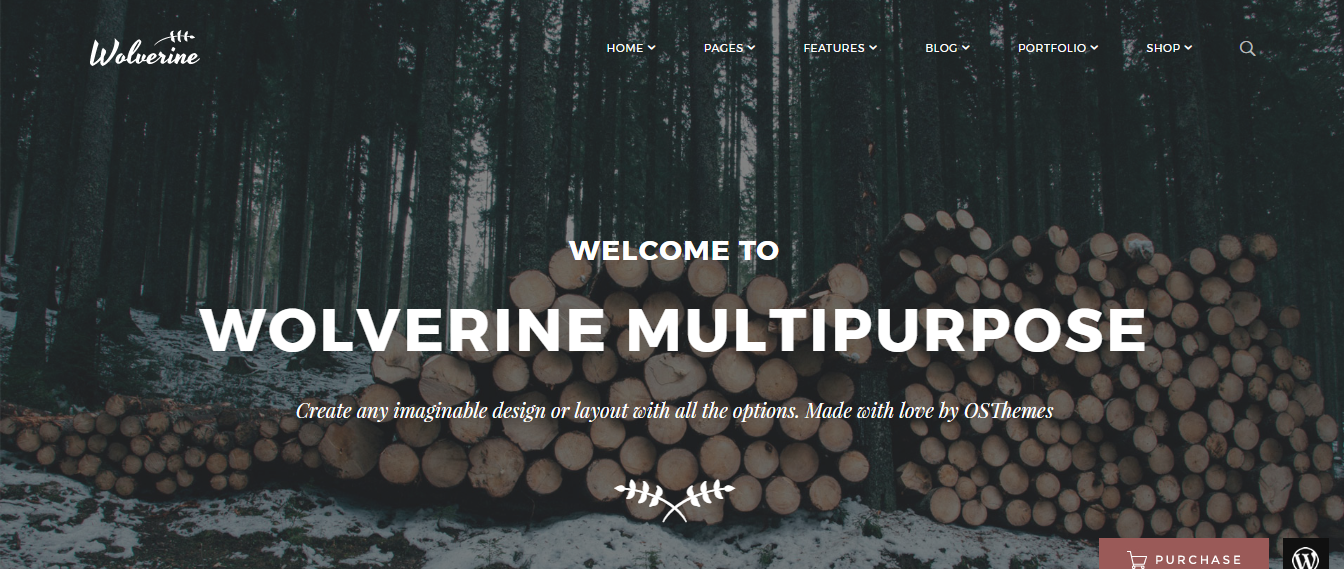 Wolverine
HOME PAGES FEATURES BLOG PORTFOLIO SHOP
WELCOME TO
WOLVERINE MULTIPURPOSE
Create any imaginable design or layout with all the options. Made with love by OSThemes
PURCHASE